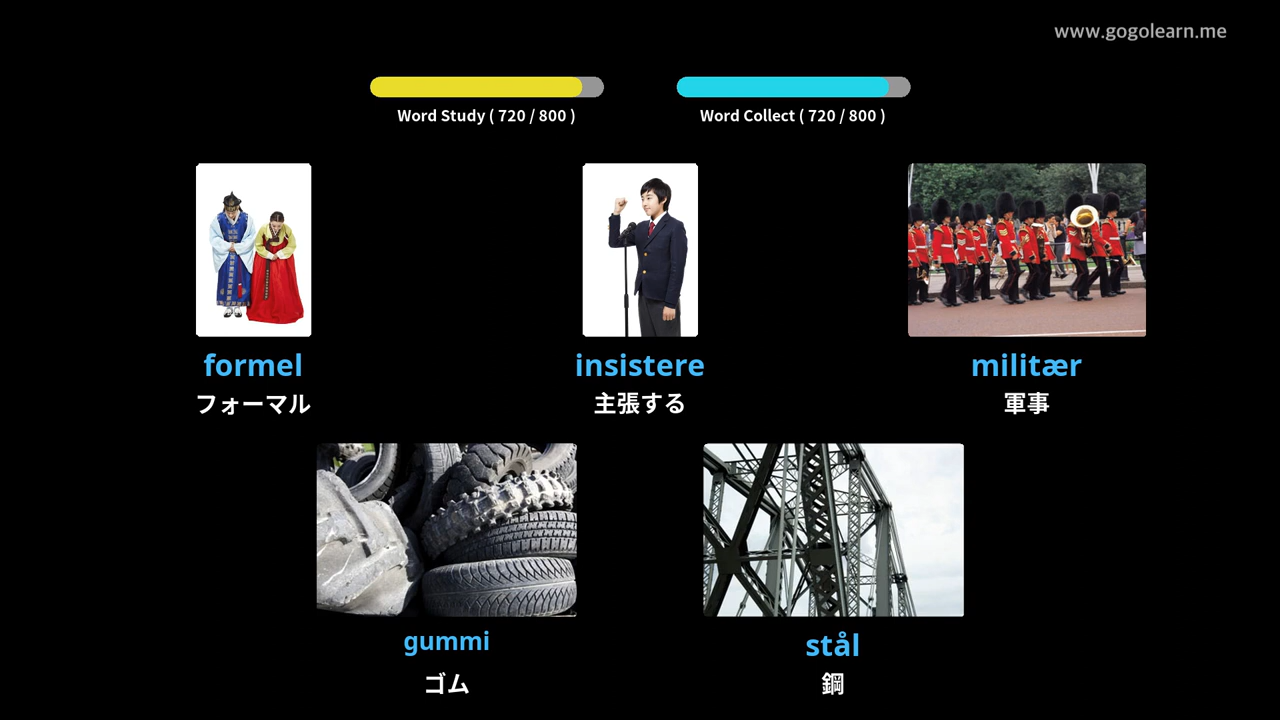 www.gogolearn.me
Word Study ( 720 / 800 )
Word Collect ( 720 / 800 )
formel
フォーマル
insistere
主張する
militær
軍事
gummi
ゴム
stål
鋼